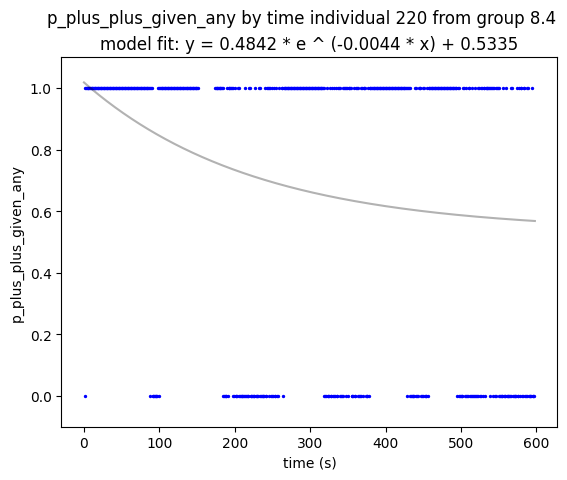 p_plus_plus_given_any by time individual 220 from group 8.4
model fit: y = 0.4842 * e ^ (-0.0044 * x) + 0.5335
1.0
0.8
0.6
0.4
0.2
0.0
p_plus_plus_given_any
0 100 200 300 400 500 600
time (s)